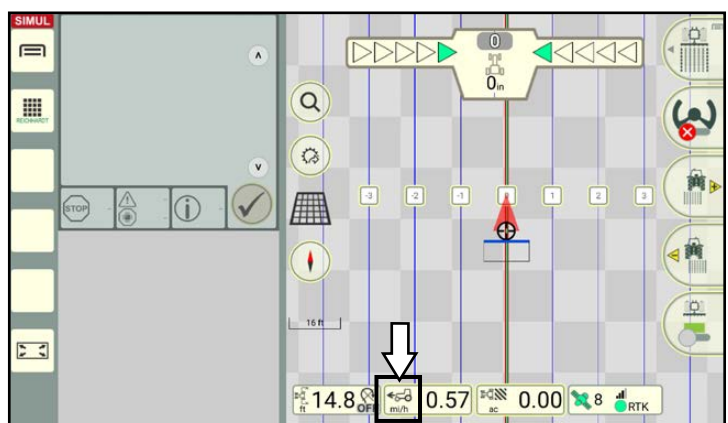 SIMUL
0
0in
REICHHARDT
-3 -2 -1 0 1 2 3
STOP
16 ft
ft 14.8 OFF mi/h 0.57 ac 0.00 8 RTK